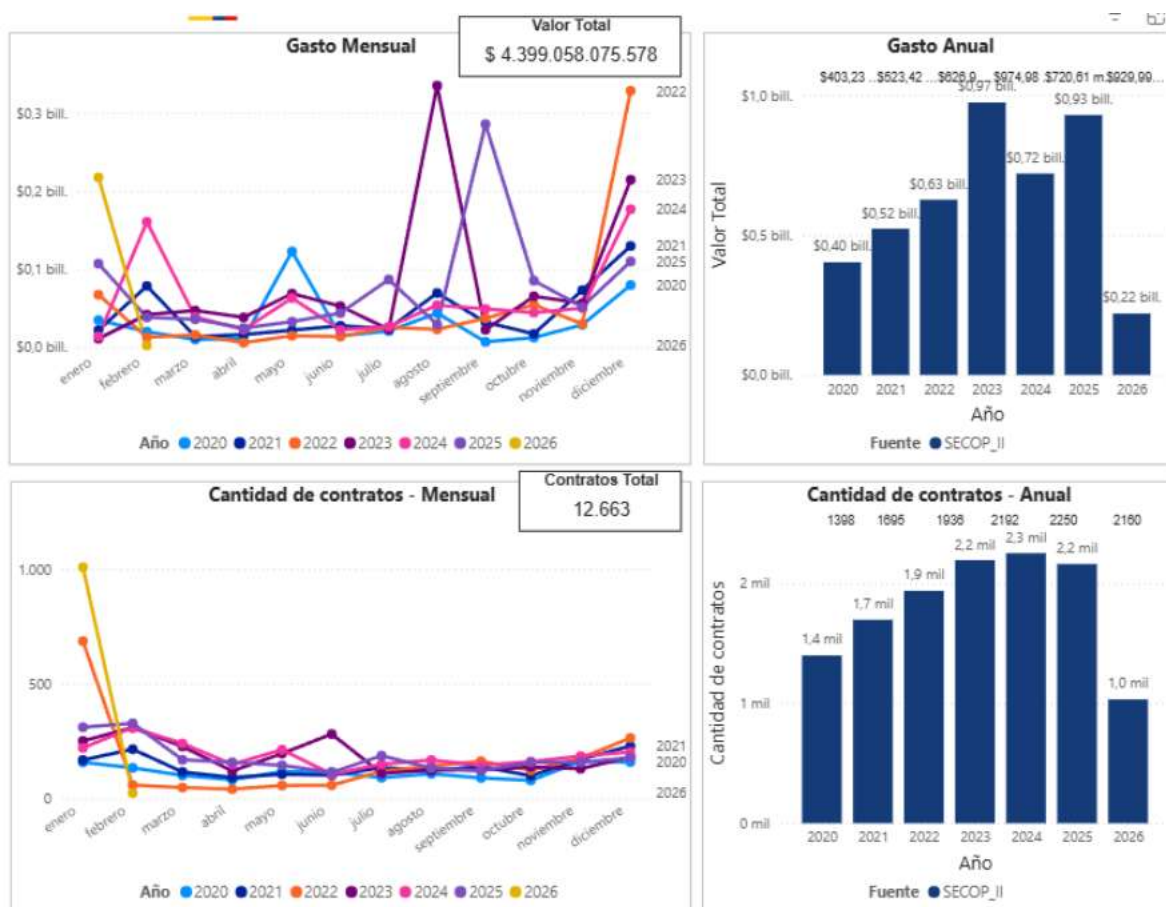 Gasto Mensual
Valor Total
$ 4.399.058.075.578
$0,3 bill.
$0,2 bill.
$0,1 bill.
$0,0 bill.
2022
2023
2024
2021
2025
2020
2026
enero
febrero
marzo
abril
mayo
junio
julio
agosto
septiembre
octubre
noviembre
diciembre
Año 2020 2021 2022 2023 2024 2025 2026
Gasto Anual
$403,23 ... $523,42 ... $626,9... $974,98 ... $720,61 m... $929,99...
Valor Total
$1,0 bill.
$0,5 bill.
$0,0 bill.
$0,40 bill.
$0,52 bill.
$0,63 bill.
$0,97 bill.
$0,72 bill.
$0,93 bill.
$0,22 bill.
2020 2021 2022 2023 2024 2025 2026
Año
Fuente SECOP_II
Cantidad de contratos - Mensual
Contratos Total
12.663
1.000
500
0
2021
2020
2026
enero
febrero
marzo
abril
mayo
junio
julio
agosto
septiembre
octubre
noviembre
diciembre
Año 2020 2021 2022 2023 2024 2025 2026
Cantidad de contratos - Anual
1398 1695 1936 2192 2250 2160
Cantidad de contratos
2 mil
1 mil
0 mil
1,4 mil
1,7 mil
1,9 mil
2,2 mil
2,3 mil
2,2 mil
1,0 mil
2020 2021 2022 2023 2024 2025 2026
Año
Fuente SECOP_II